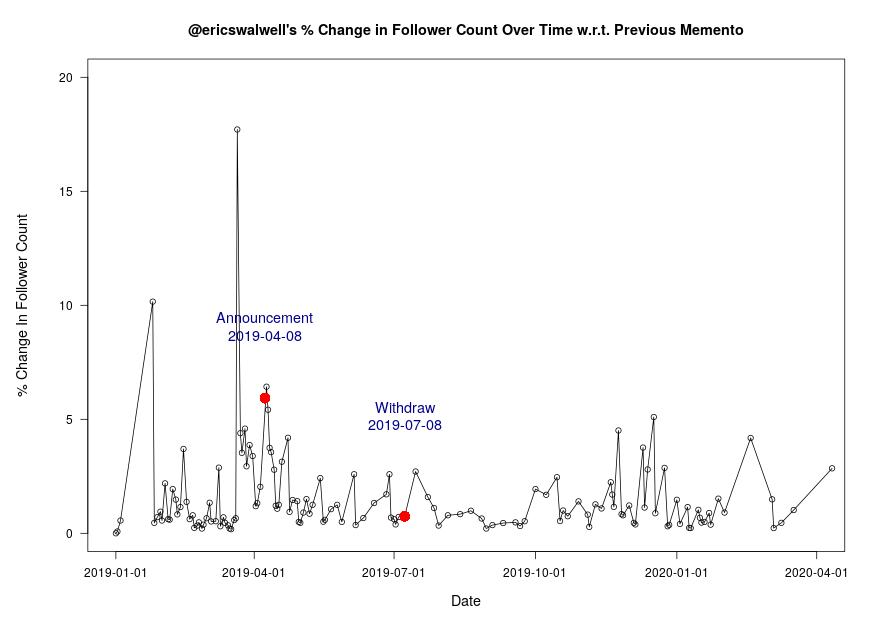 @ericswalwell's % Change in Follower Count Over Time w.r.t. Previous Memento
% Change In Follower Count
20
15
10
5
0
Announcement
2019-04-08
Withdraw
2019-07-08
2019-01-01
2019-04-01
2019-07-01
2019-10-01
2020-01-01
2020-04-01
Date